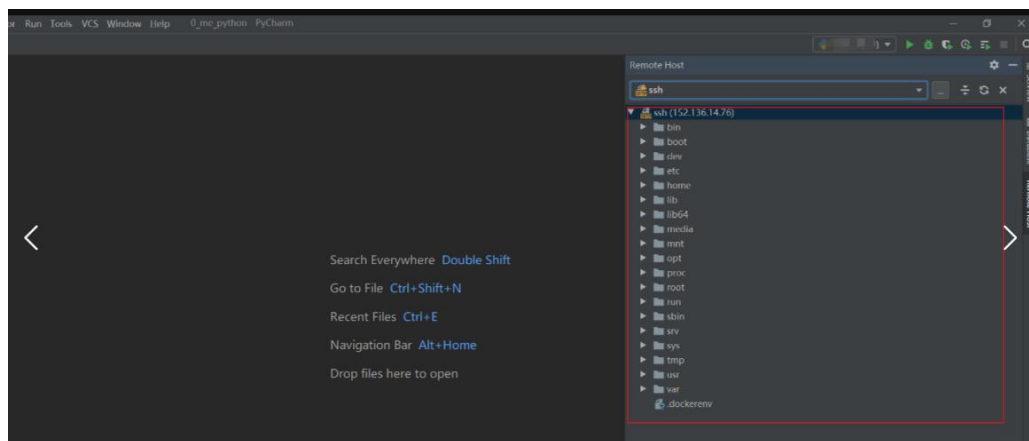 Run Tools VCS Window Help 0_me_python PyCharm
Remote Host
ssh
ssh (152.136.14.76)
bin
boot
dev
etc
home
lib
lib64
media
mnt
opt
proc
root
run
sbin
srv
sys
tmp
usr
var
.dockerenv
Search Everywhere Double Shift
Go to File Ctrl+Shift+N
Recent Files Ctrl+E
Navigation Bar Alt+Home
Drop files here to open